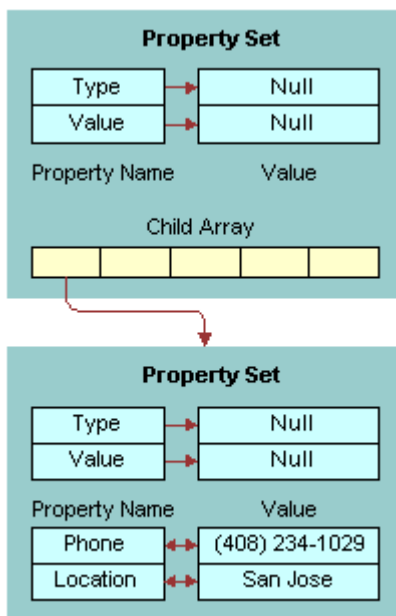 Property Set
Type Null
Value Null
Property Name Value
Child Array
Property Set
Type Null
Value Null
Property Name Value
Phone (408) 234-1029
Location San Jose